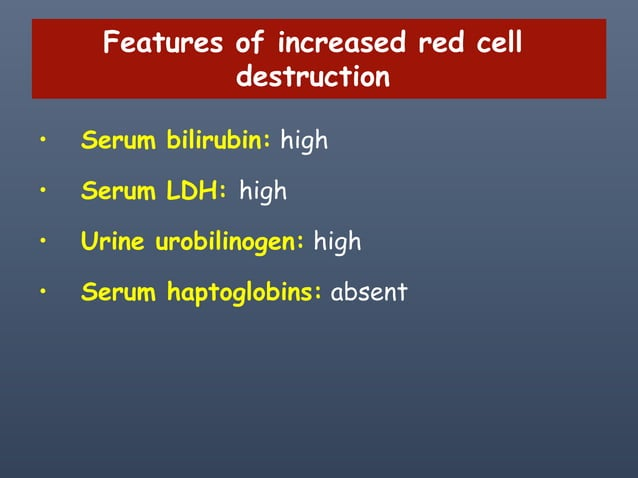 Features of increased red cell
destruction
• Serum bilirubin: high
• Serum LDH: high
• Urine urobilinogen: high
• Serum haptoglobins: absent